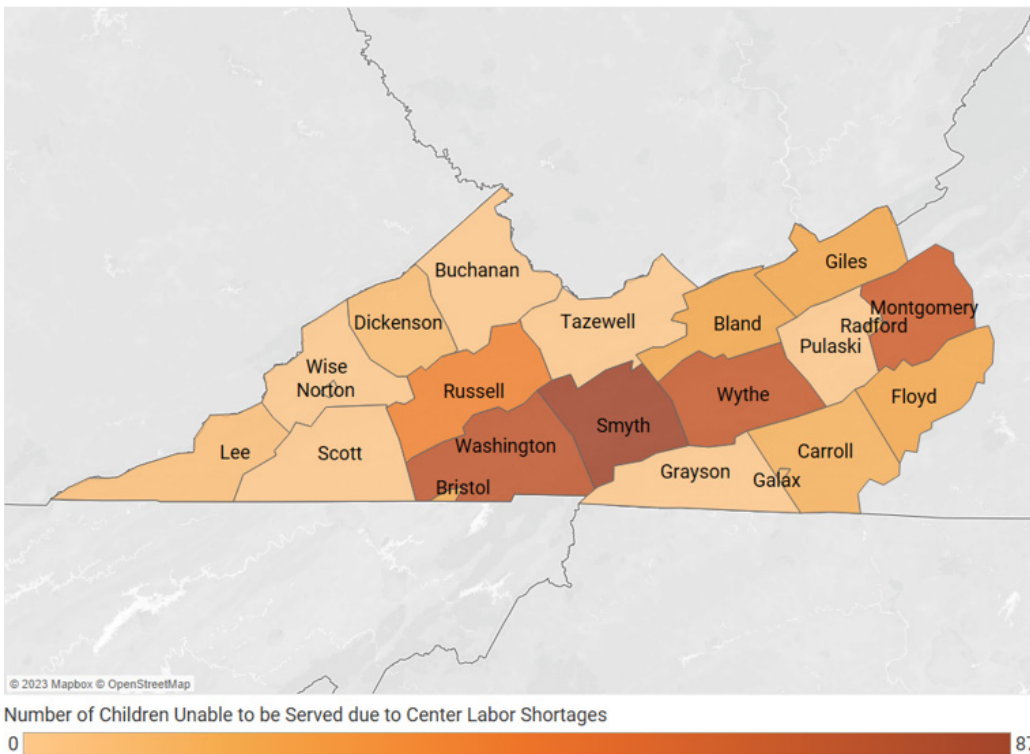 Buchanan
Giles
Dickenson
Tazewell
Bland
Montgomery
Radford
Pulaski
Wise
Norton
Russell
Wythe
Floyd
Smyth
Lee
Scott
Washington
Carroll
Grayson
Galax
Bristol
© 2023 Mapbox © OpenStreetMap
Number of Children Unable to be Served due to Center Labor Shortages
0